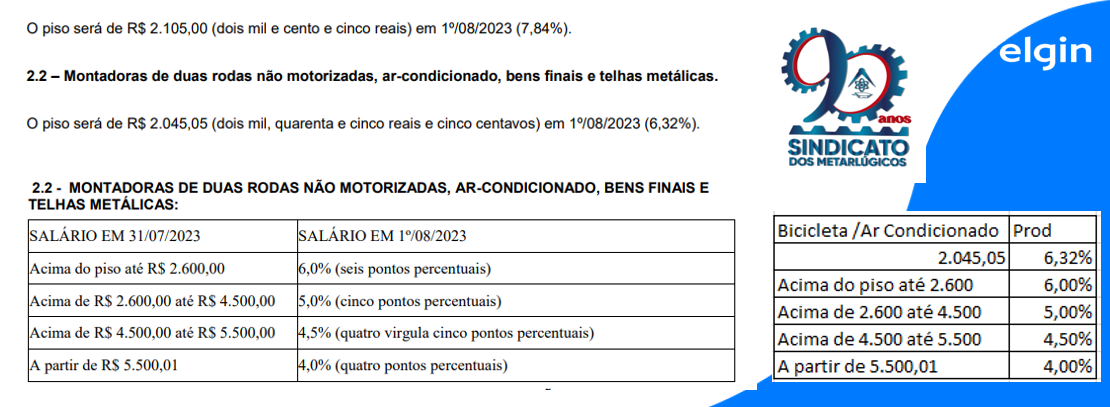 O piso será de R$ 2.105,00 (dois mil e cento e cinco reais) em 1º/08/2023 (7,84%).
2.2 – Montadoras de duas rodas não motorizadas, ar-condicionado, bens finais e telhas metálicas.
O piso será de R$ 2.045,05 (dois mil, quarenta e cinco reais e cinco centavos) em 1º/08/2023 (6,32%).
elgin
90
anos
SINDICATO
DOS METARLÚGICOS
2.2 - MONTADORAS DE DUAS RODAS NÃO MOTORIZADAS, AR-CONDICIONADO, BENS FINAIS E
TELHAS METÁLICAS:
SALÁRIO EM 31/07/2023 SALÁRIO EM 1º/08/2023
Acima do piso até R$ 2.600,00 6,0% (seis pontos percentuais)
Acima de R$ 2.600,00 até R$ 4.500,00 5,0% (cinco pontos percentuais)
Acima de R$ 4.500,00 até R$ 5.500,00 4,5% (quatro virgula cinco pontos percentuais)
A partir de R$ 5.500,01 4,0% (quatro pontos percentuais)
Bicicleta /Ar Condicionado Prod
2.045,05 6,32%
Acima do piso até 2.600 6,00%
Acima de 2.600 até 4.500 5,00%
Acima de 4.500 até 5.500 4,50%
A partir de 5.500,01 4,00%